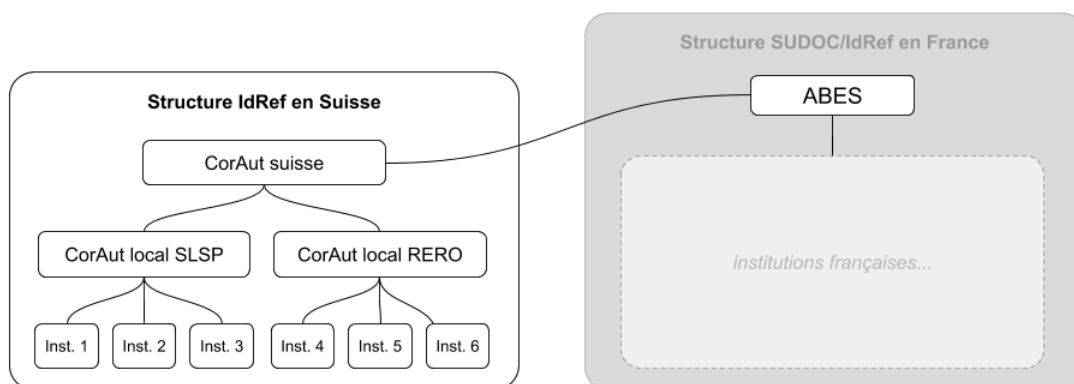 Structure SUDOC/IdRef en France
ABES
institutions françaises...
Structure IdRef en Suisse
CorAut suisse
CorAut local SLSP
CorAut local RERO
Inst. 1
Inst. 2
Inst. 3
Inst. 4
Inst. 5
Inst. 6